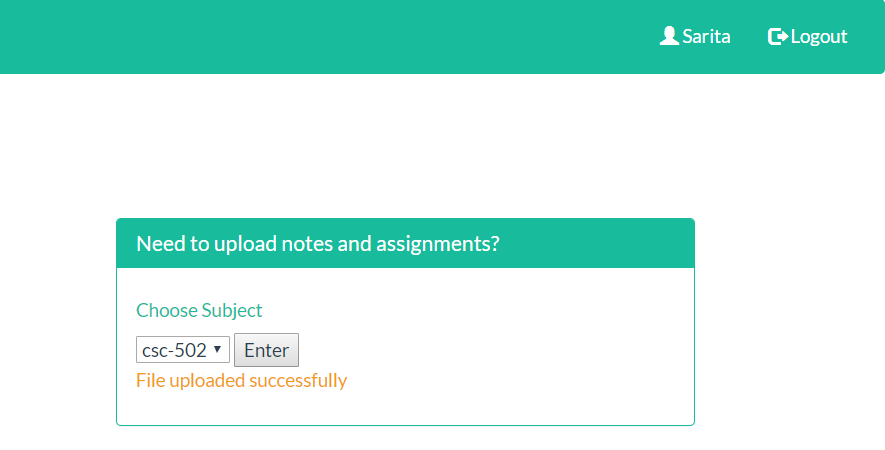 Sarita Logout
Need to upload notes and assignments?
Choose Subject
csc-502 Enter
File uploaded successfully